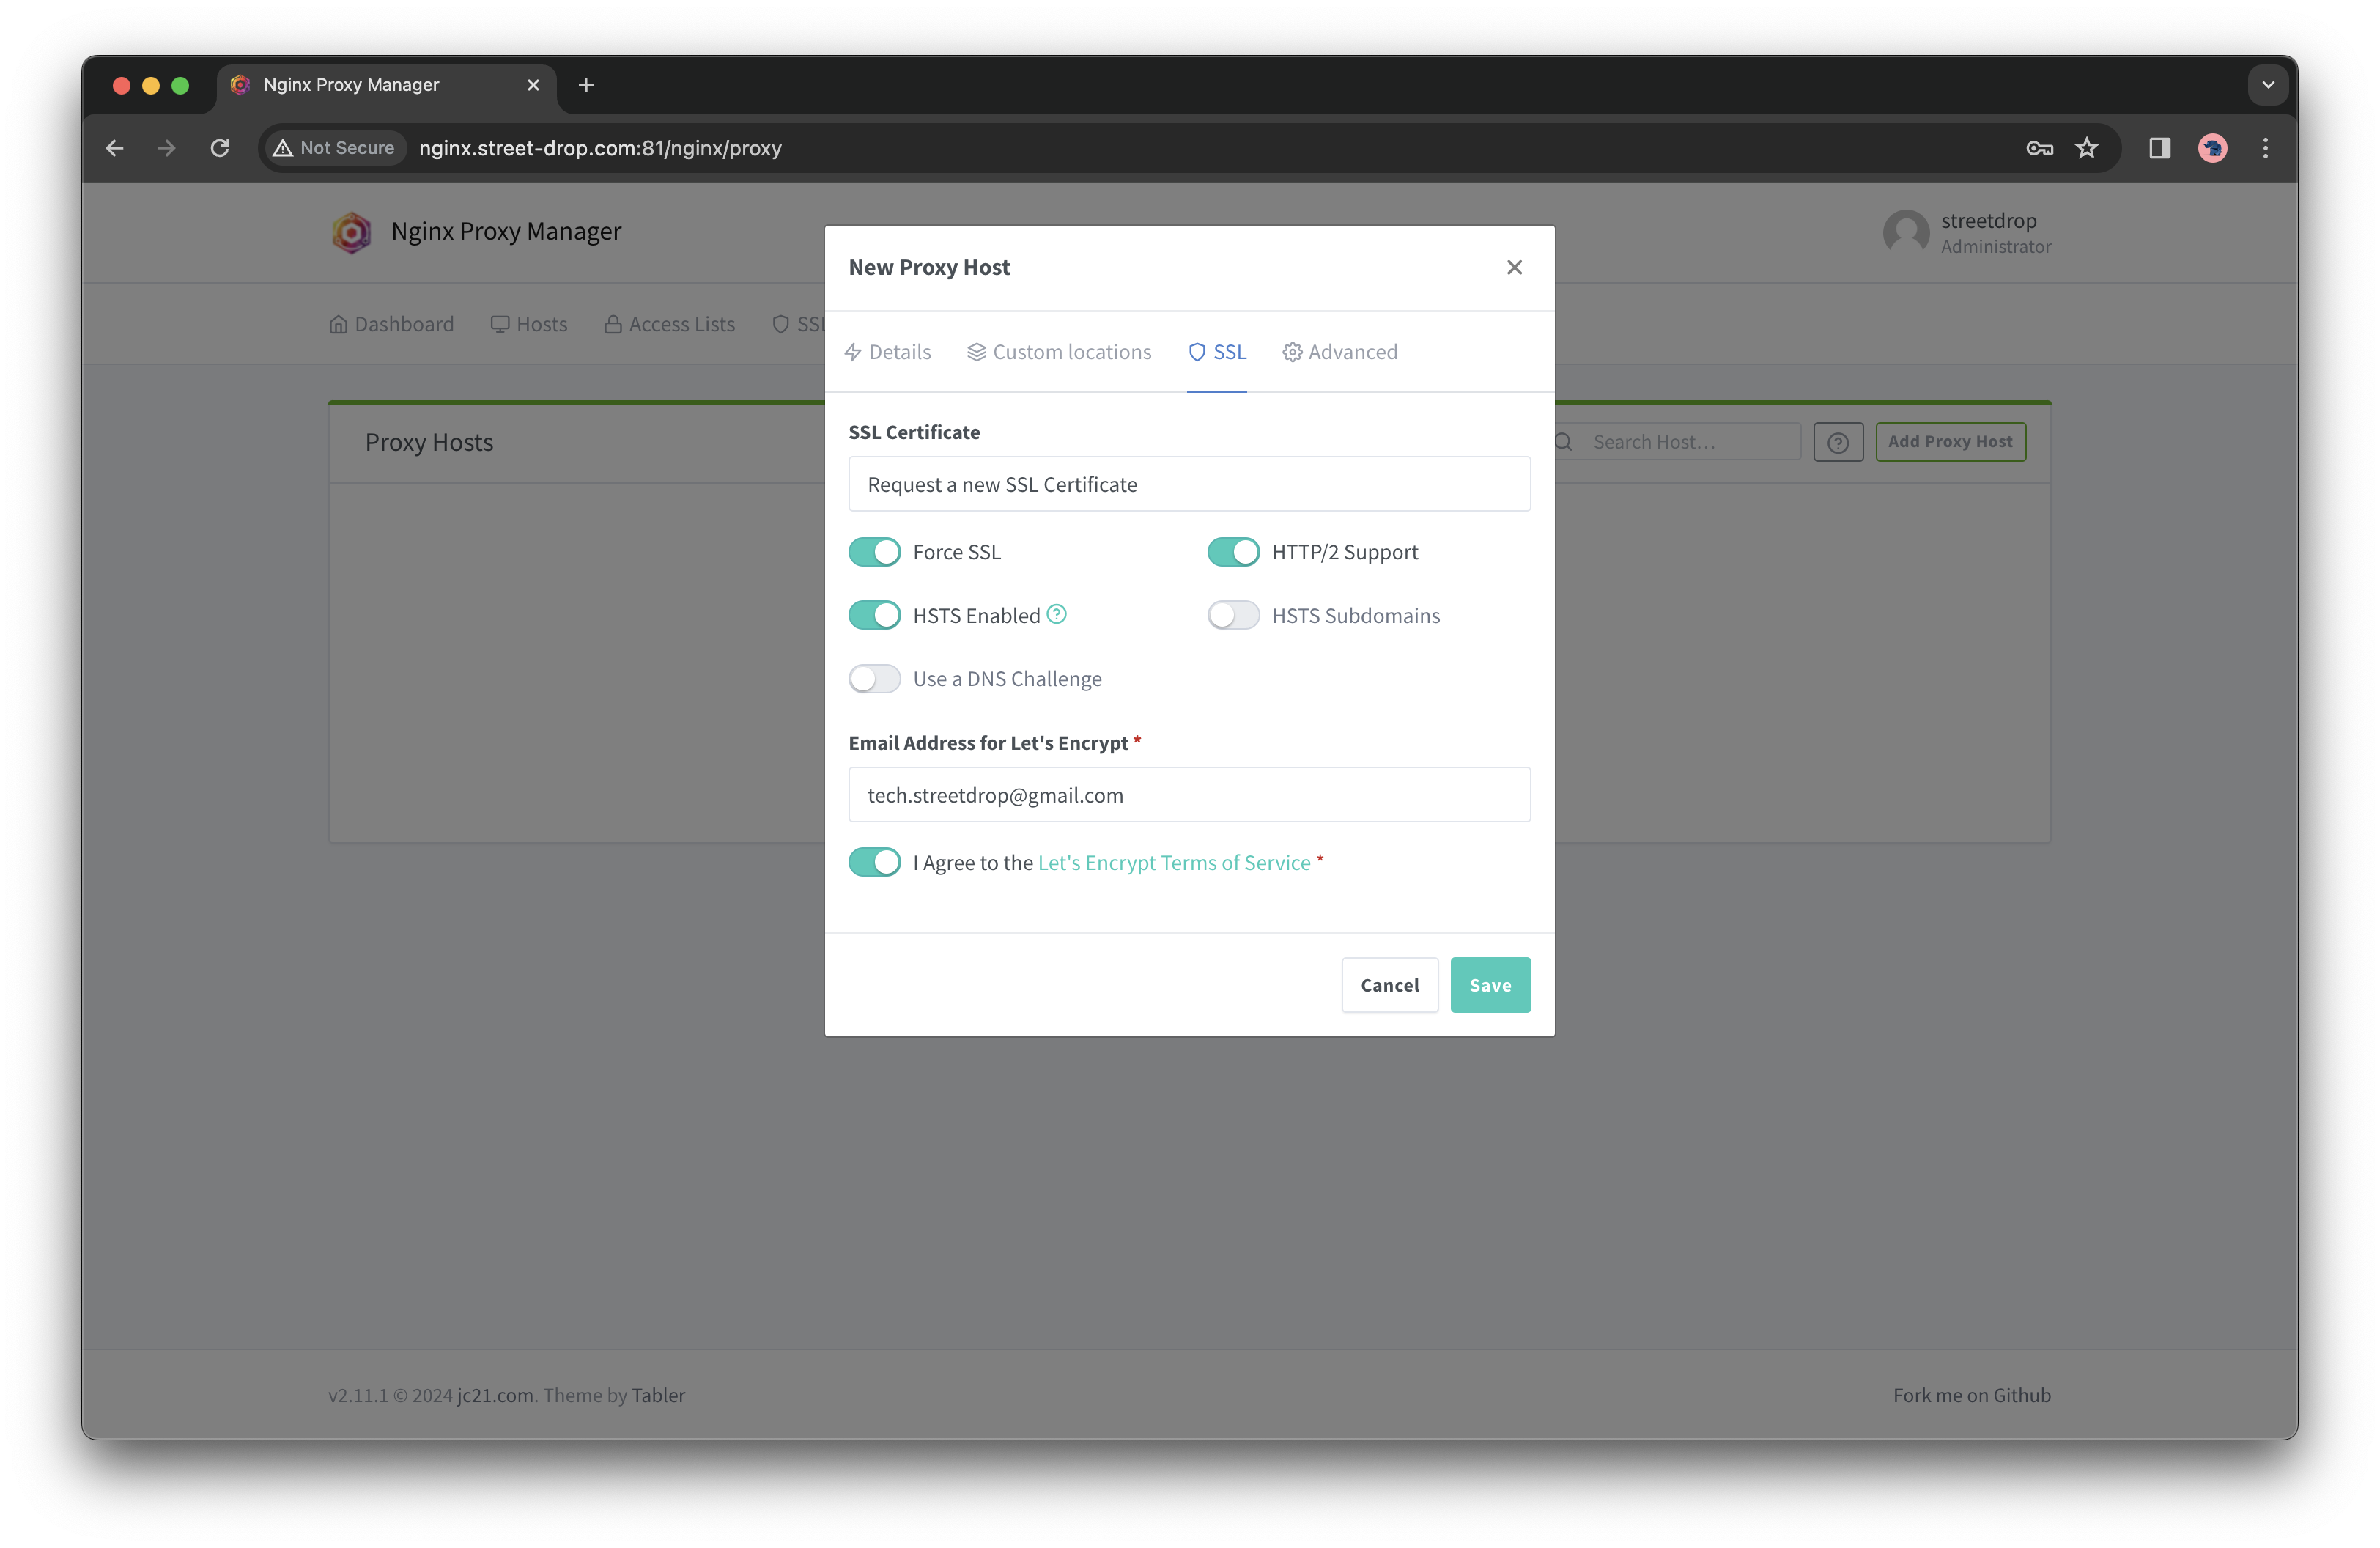 Nginx Proxy Manager
Not Secure nginx.street-drop.com:81/nginx/proxy
Nginx Proxy Manager
streetdrop
Administrator
Dashboard Hosts Access Lists SSL
Proxy Hosts
Search Host…
Add Proxy Host
New Proxy Host
Details Custom locations SSL Advanced
SSL Certificate
Request a new SSL Certificate
Force SSL HTTP/2 Support
HSTS Enabled HSTS Subdomains
Use a DNS Challenge
Email Address for Let's Encrypt *
tech.streetdrop@gmail.com
I Agree to the Let's Encrypt Terms of Service *
Cancel Save
v2.11.1 © 2024 jc21.com. Theme by Tabler
Fork me on Github